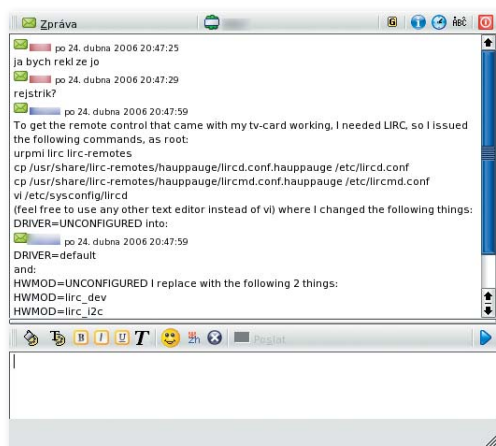 Zpráva
ABČ
po 24. dubna 2006 20:47:25
ja bych rekl ze jo
po 24. dubna 2006 20:47:29
rejstrik?
po 24. dubna 2006 20:47:59
To get the remote control that came with my tv-card working, I needed LIRC, so I issued
the following commands, as root:
urpmi lirc lirc-remotes
cp /usr/share/lirc-remotes/hauppauge/lircd.conf.hauppauge /etc/lircd.conf
cp /usr/share/lirc-remotes/hauppauge/lircmd.conf.hauppauge /etc/lircmd.conf
vi /etc/sysconfig/lircd
(feel free to use any other text editor instead of vi) where I changed the following things:
DRIVER=UNCONFIGURED into:
po 24. dubna 2006 20:47:59
DRIVER=default
and:
HWMOD=UNCONFIGURED I replace with the following 2 things:
HWMOD=lirc_dev
HWMOD=lirc_i2c
B I U T Poslat